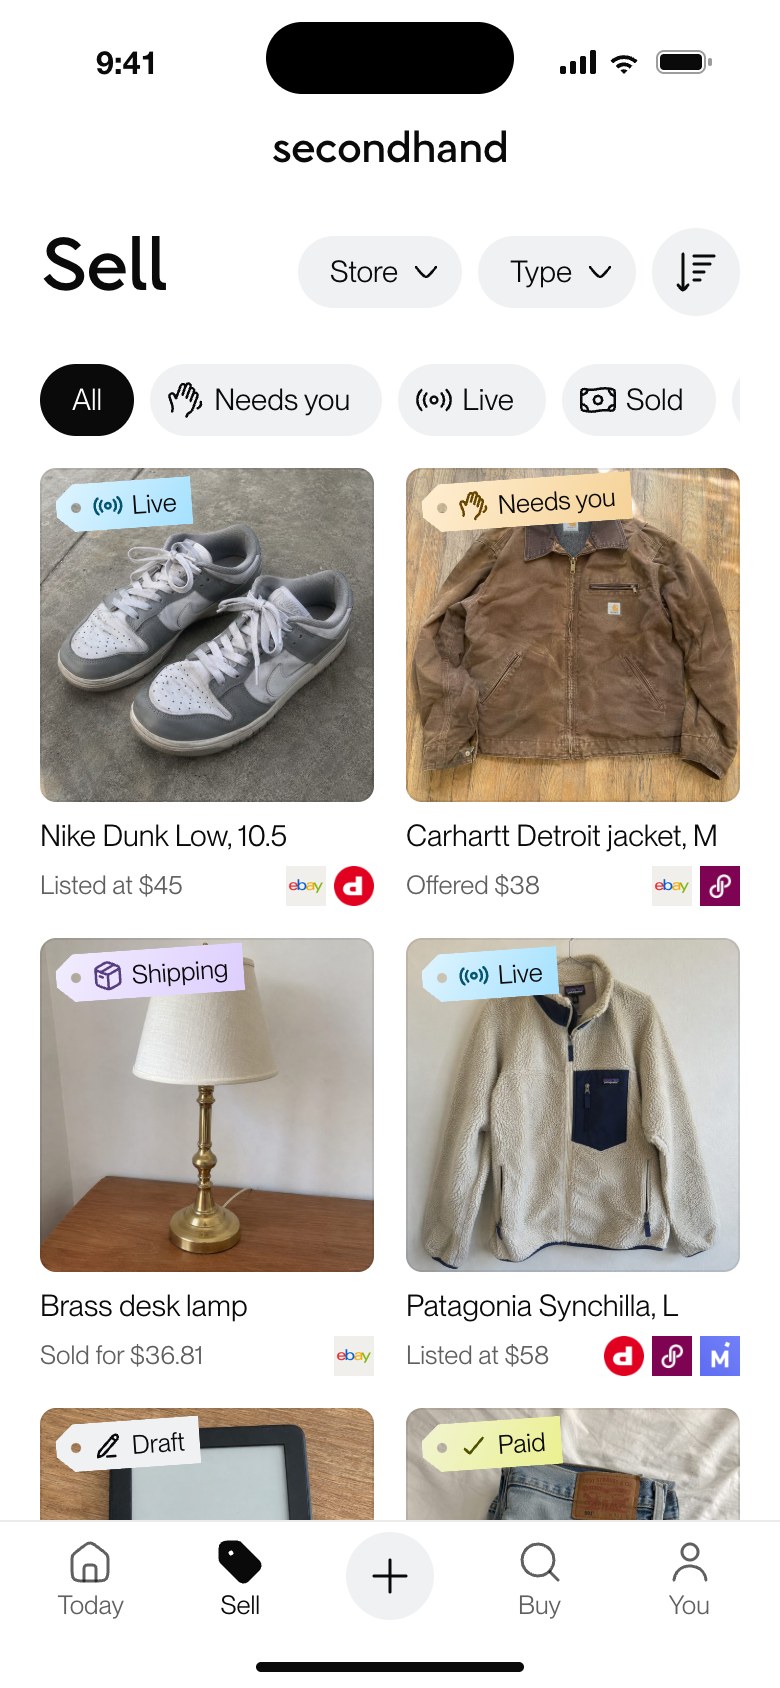 9:41
secondhand
Sell
Store
Type
All
Needs you
Live
Sold
Live
Needs you
Nike Dunk Low, 10.5
Carhartt Detroit jacket, M
Listed at $45
ebay
d
Offered $38
ebay
Shipping
Live
Brass desk lamp
Patagonia Synchilla, L
Sold for $36.81
ebay
Listed at $58
d
M
Draft
Paid
Today
Sell
Buy
You